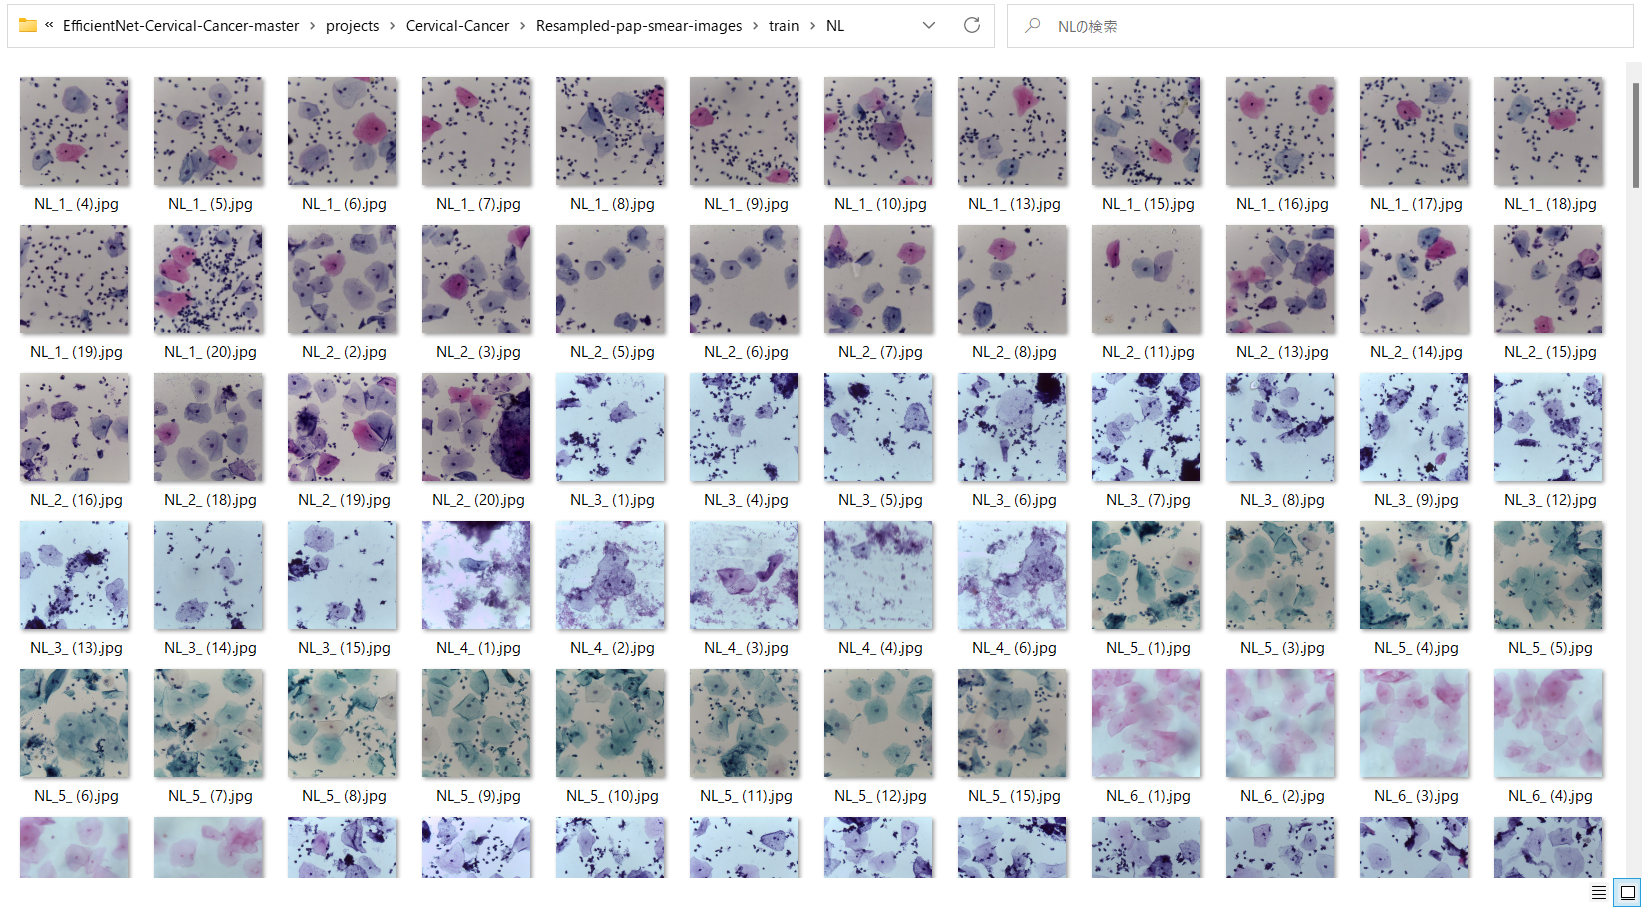 « EfficientNet-Cervical-Cancer-master › projects › Cervical-Cancer › Resampled-pap-smear-images › train › NL
NLの検索
NL_1_ (4).jpg NL_1_ (5).jpg NL_1_ (6).jpg NL_1_ (7).jpg NL_1_ (8).jpg NL_1_ (9).jpg NL_1_ (10).jpg NL_1_ (13).jpg NL_1_ (15).jpg NL_1_ (16).jpg NL_1_ (17).jpg NL_1_ (18).jpg
NL_1_ (19).jpg NL_1_ (20).jpg NL_2_ (2).jpg NL_2_ (3).jpg NL_2_ (5).jpg NL_2_ (6).jpg NL_2_ (7).jpg NL_2_ (8).jpg NL_2_ (11).jpg NL_2_ (13).jpg NL_2_ (14).jpg NL_2_ (15).jpg
NL_2_ (16).jpg NL_2_ (18).jpg NL_2_ (19).jpg NL_2_ (20).jpg NL_3_ (1).jpg NL_3_ (4).jpg NL_3_ (5).jpg NL_3_ (6).jpg NL_3_ (7).jpg NL_3_ (8).jpg NL_3_ (9).jpg NL_3_ (12).jpg
NL_3_ (13).jpg NL_3_ (14).jpg NL_3_ (15).jpg NL_4_ (1).jpg NL_4_ (2).jpg NL_4_ (3).jpg NL_4_ (4).jpg NL_4_ (6).jpg NL_5_ (1).jpg NL_5_ (3).jpg NL_5_ (4).jpg NL_5_ (5).jpg
NL_5_ (6).jpg NL_5_ (7).jpg NL_5_ (8).jpg NL_5_ (9).jpg NL_5_ (10).jpg NL_5_ (11).jpg NL_5_ (12).jpg NL_5_ (15).jpg NL_6_ (1).jpg NL_6_ (2).jpg NL_6_ (3).jpg NL_6_ (4).jpg